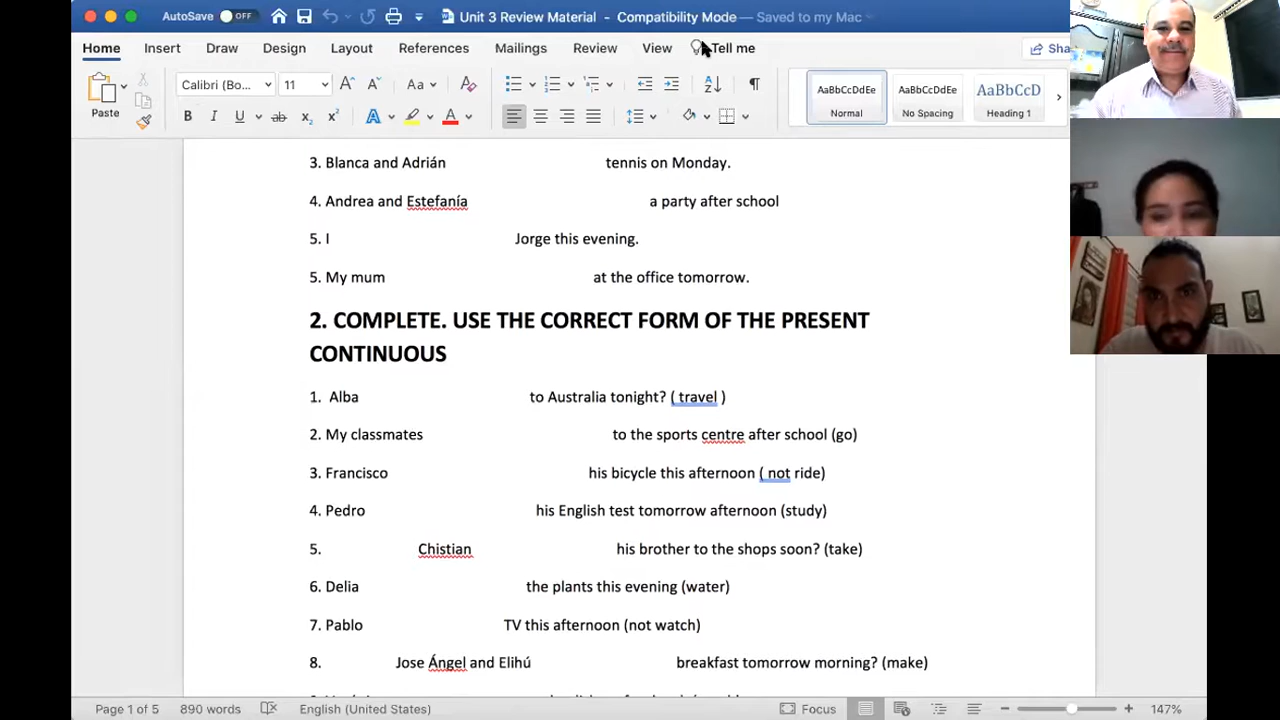 AutoSave OFF Unit 3 Review Material - Compatibility Mode — Saved to my Mac
Home Insert Draw Design Layout References Mailings Review View Tell me Sha
Paste Calibri (Bo... 11 AaBbCcDdEe AaBbCcDdEe AaBbCcD
Normal No Spacing Heading 1
3. Blanca and Adrián tennis on Monday.
4. Andrea and Estefanía a party after school
5. I Jorge this evening.
5. My mum at the office tomorrow.
2. COMPLETE. USE THE CORRECT FORM OF THE PRESENT
CONTINUOUS
1. Alba to Australia tonight? ( travel )
2. My classmates to the sports centre after school (go)
3. Francisco his bicycle this afternoon ( not ride)
4. Pedro his English test tomorrow afternoon (study)
5. Chistian his brother to the shops soon? (take)
6. Delia the plants this evening (water)
7. Pablo TV this afternoon (not watch)
8. Jose Ángel and Elihú breakfast tomorrow morning? (make)
Page 1 of 5 890 words English (United States) Focus 147%